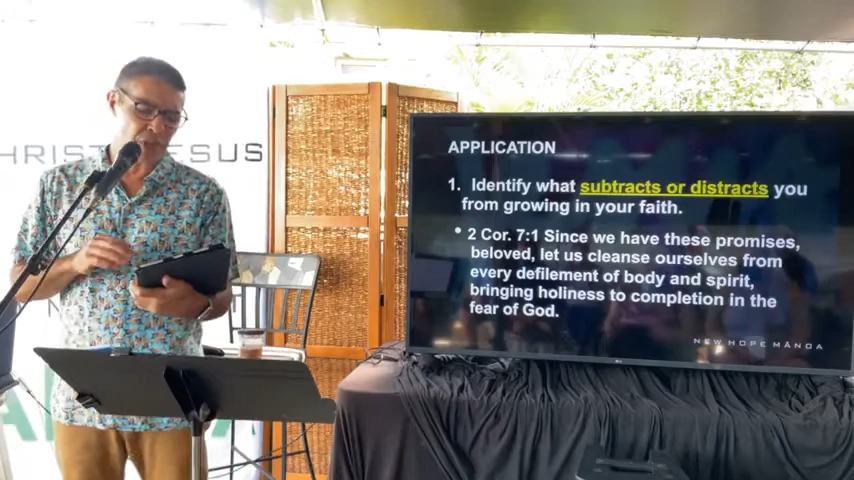 CHRIST JESUS
APPLICATION
1. Identify what subtracts or distracts you
from growing in your faith.
• 2 Cor. 7:1 Since we have these promises,
beloved, let us cleanse ourselves from
every defilement of body and spirit,
bringing holiness to completion in the
fear of God.
NEW HOPE MĀNOA
LG